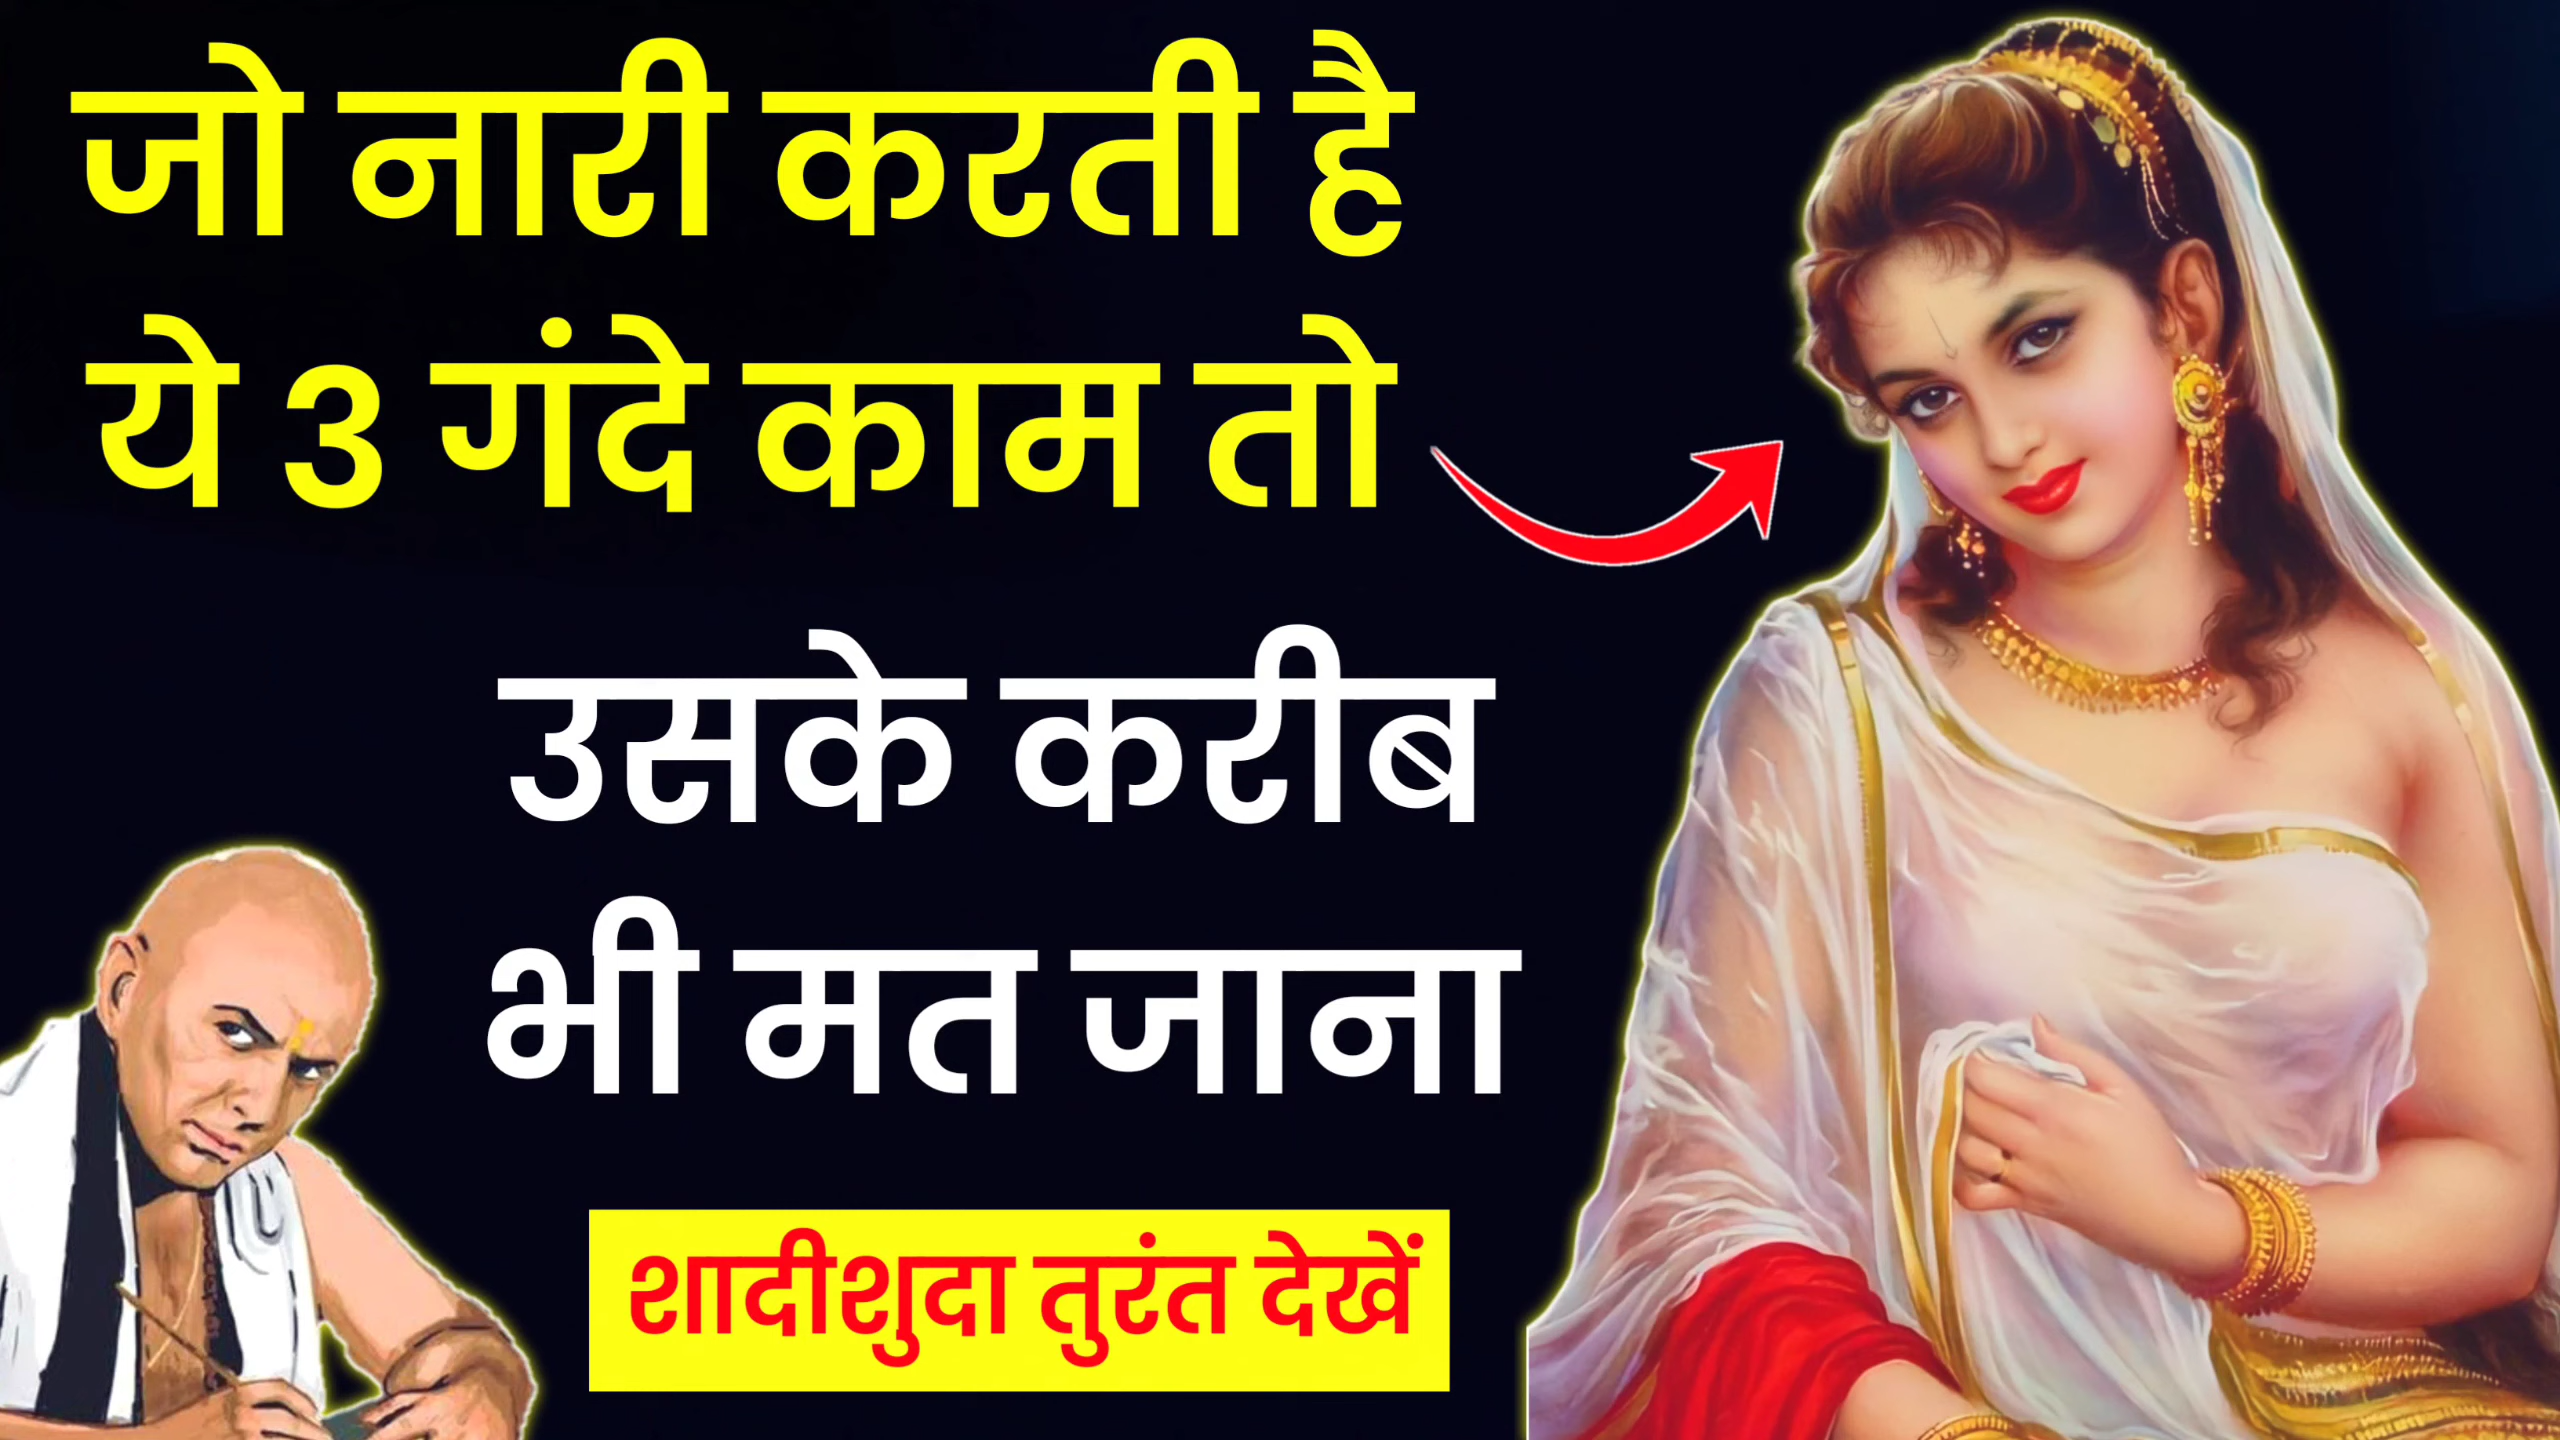 जो नारी करती है
ये 3 गंदे काम तो
उसके करीब
भी मत जाना
शादीशुदा तुरंत देखें